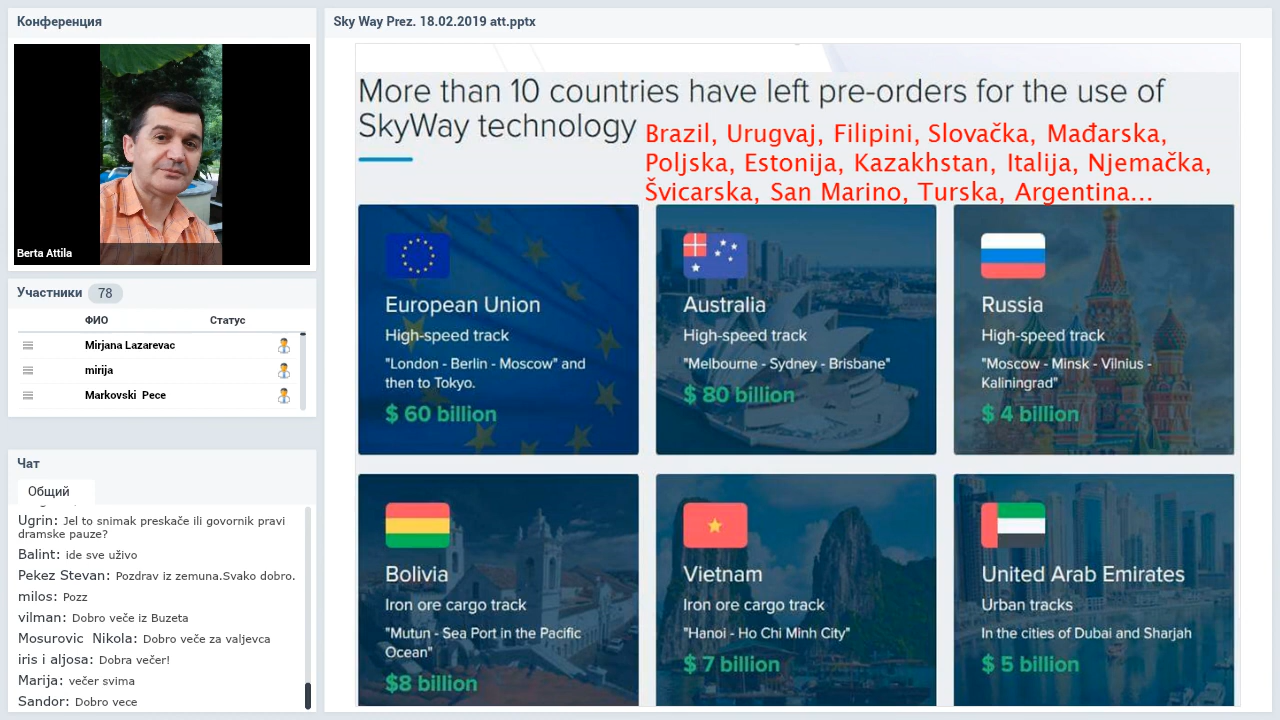 Конференция
Berta Attila
Участники 78
ФИО Статус
Mirjana Lazarevac
mirija
Markovski Pece
Чат
Общий
Ugrin: Jel to snimak preskače ili govornik pravi
dramske pauze?
Balint: ide sve uživo
Pekez Stevan: Pozdrav iz zemuna.Svako dobro.
milos: Pozz
vilman: Dobro veče iz Buzeta
Mosurovic Nikola: Dobro veče za valjevca
iris i aljosa: Dobra večer!
Marija: večer svima
Sandor: Dobro vece
Sky Way Prez. 18.02.2019 att.pptx
More than 10 countries have left pre-orders for the use of
SkyWay technology
Brazil, Urugvaj, Filipini, Slovačka, Mađarska,
Poljska, Estonija, Kazakhstan, Italija, Njemačka,
Švicarska, San Marino, Turska, Argentina...
European Union
High-speed track
"London - Berlin - Moscow" and
then to Tokyo.
$ 60 billion
Australia
High-speed track
"Melbourne - Sydney - Brisbane"
$ 80 billion
Russia
High-speed track
"Moscow - Minsk - Vilnius -
Kaliningrad"
$ 4 billion
Bolivia
Iron ore cargo track
"Mutun - Sea Port in the Pacific
Ocean"
$8 billion
Vietnam
Iron ore cargo track
"Hanoi - Ho Chi Minh City"
$ 7 billion
United Arab Emirates
Urban tracks
In the cities of Dubai and Sharjah
$ 5 billion